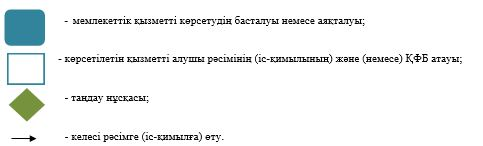 - мемлекеттік қызметті көрсетудің басталуы немесе аяқталуы;
- көрсетілетін қызметті алушы рәсімінің (іс-қимылының) және (немесе) ҚФБ атауы;
- таңдау нұсқасы;
- келесі рәсімге (іс-қимылға) өту.